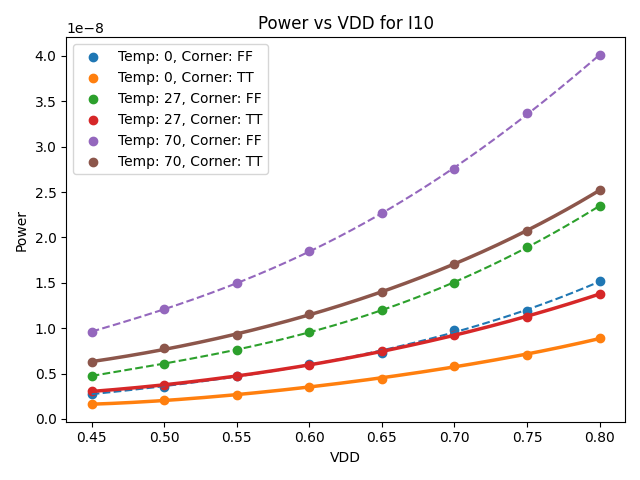 Power vs VDD for I10
1e−8
Temp: 0, Corner: FF
Temp: 0, Corner: TT
Temp: 27, Corner: FF
Temp: 27, Corner: TT
Temp: 70, Corner: FF
Temp: 70, Corner: TT
4.0
3.5
3.0
2.5
2.0
1.5
1.0
0.5
0.0
Power
0.45 0.50 0.55 0.60 0.65 0.70 0.75 0.80
VDD